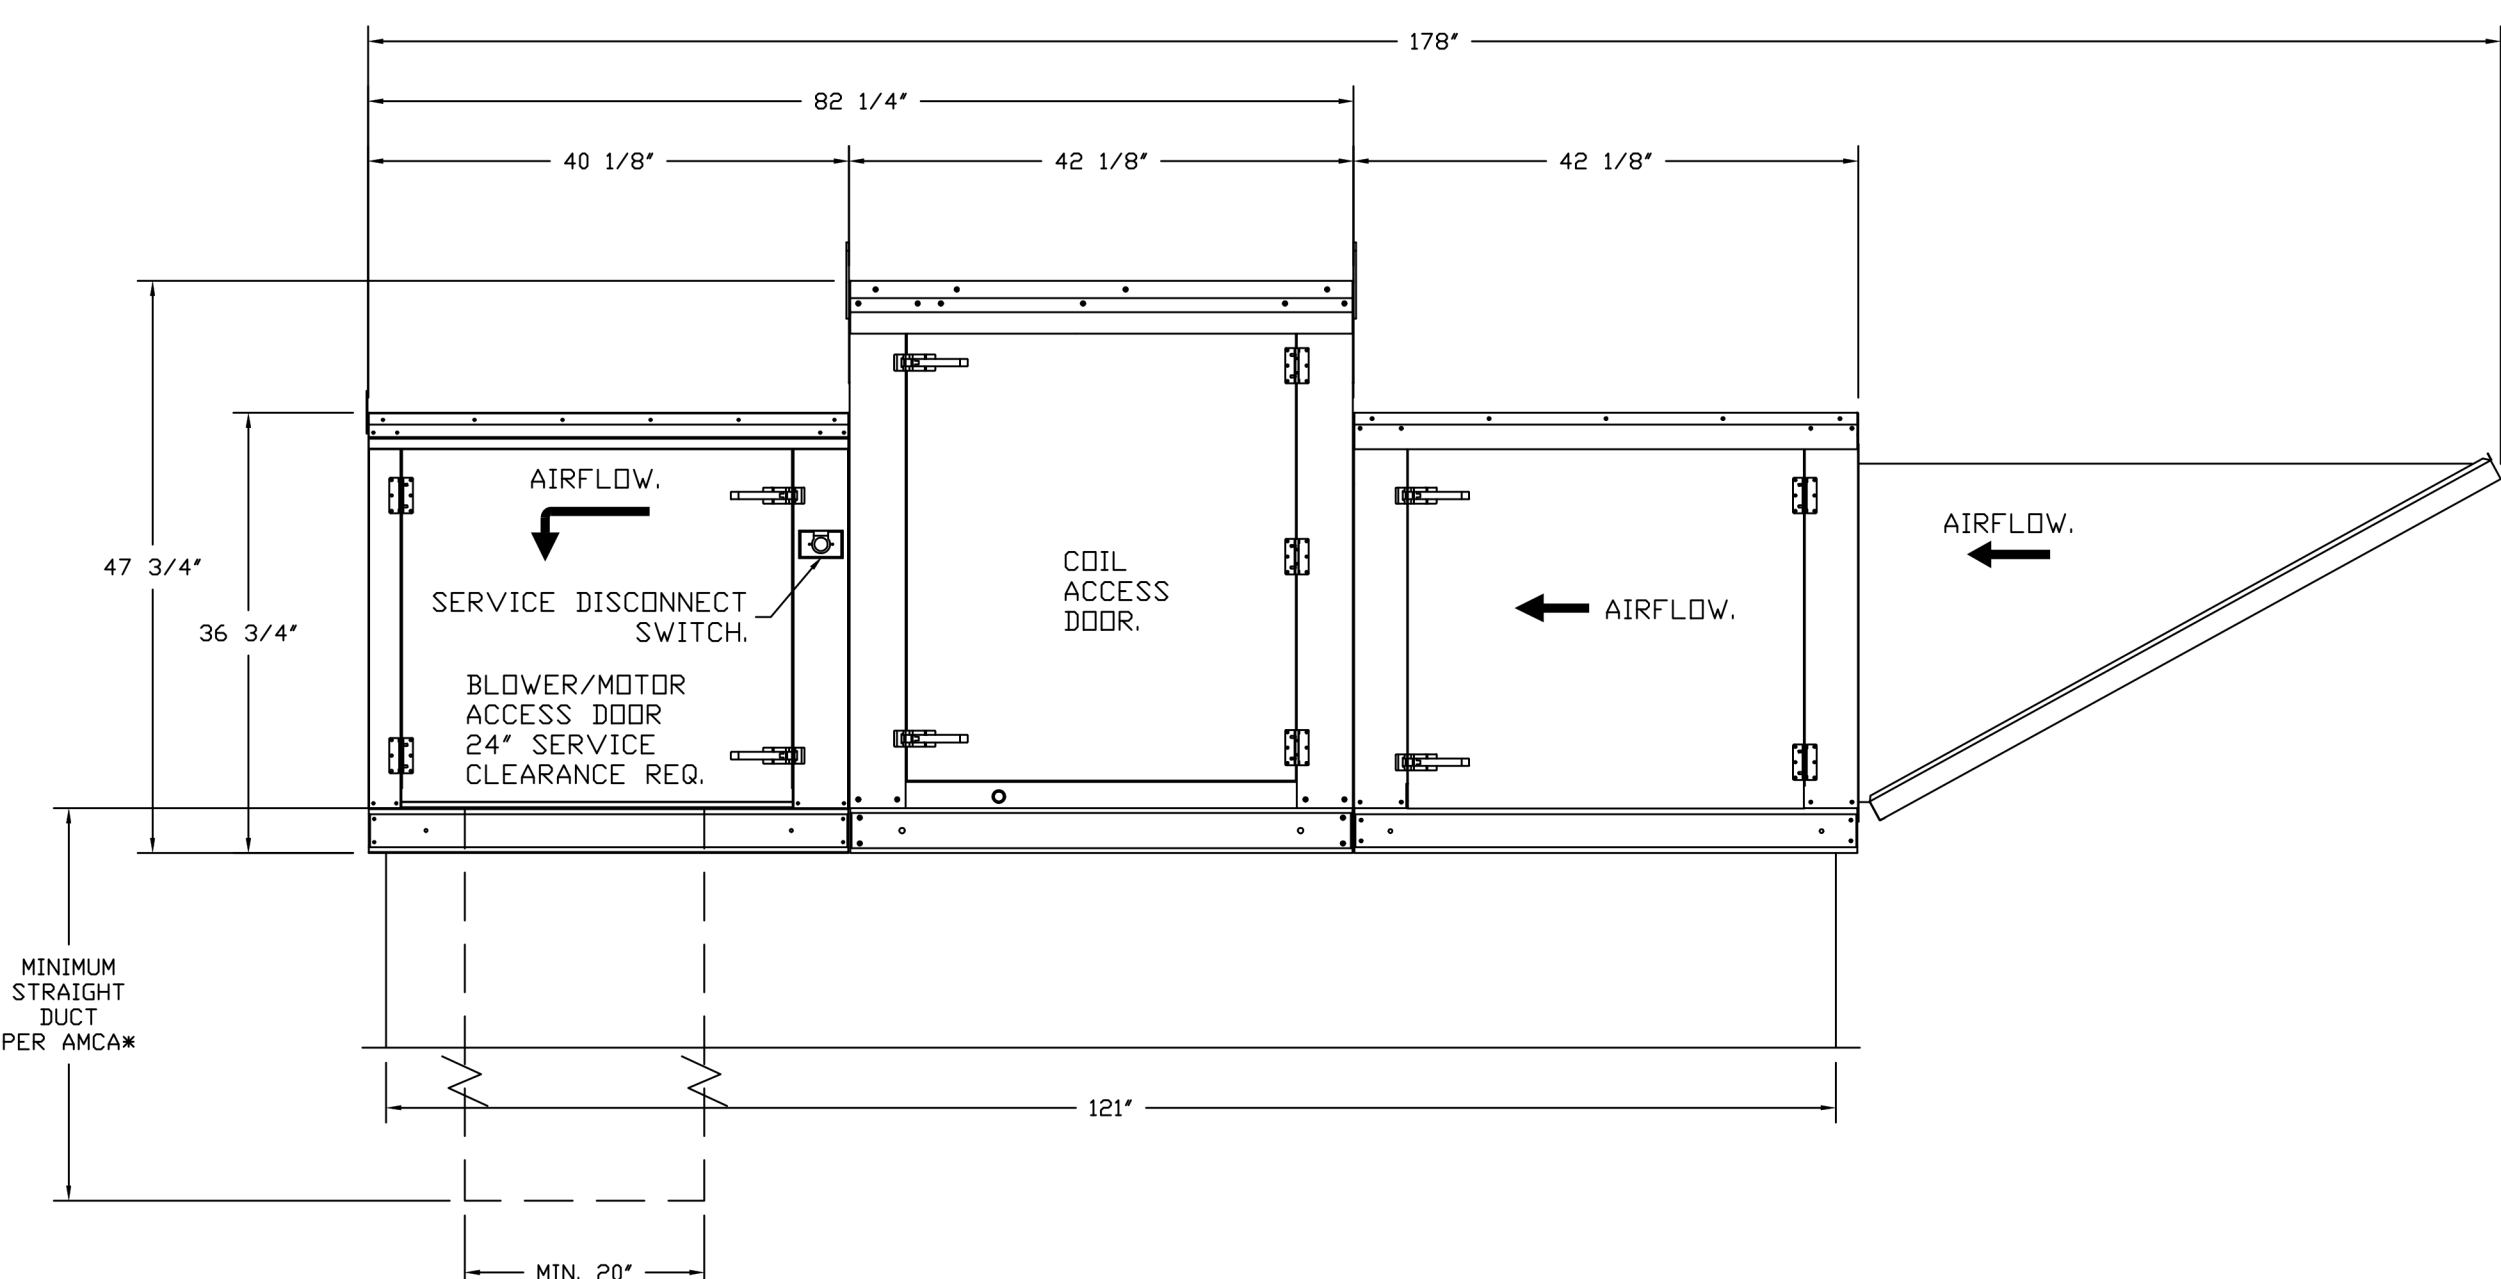 178"
82 1/4"
40 1/8"
42 1/8"
42 1/8"
AIRFLOW.
AIRFLOW.
47 3/4"
COIL
ACCESS
DOOR.
SERVICE DISCONNECT
SWITCH.
AIRFLOW.
36 3/4"
BLOWER/MOTOR
ACCESS DOOR
24" SERVICE
CLEARANCE REQ.
MINIMUM
STRAIGHT
DUCT
PER AMCA*
121"
MIN. 20"